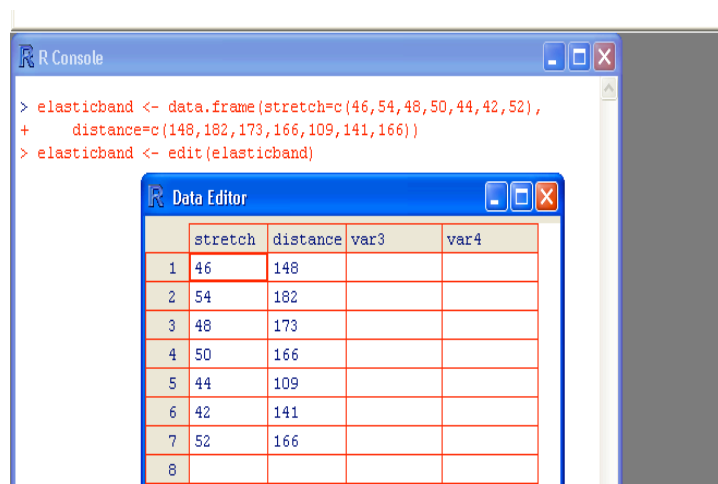 R R Console
> elasticband <- data.frame(stretch=c(46,54,48,50,44,42,52),
+ distance=c(148,182,173,166,109,141,166))
> elasticband <- edit(elasticband)
R Data Editor
stretch distance var3 var4
1 46 148
2 54 182
3 48 173
4 50 166
5 44 109
6 42 141
7 52 166
8